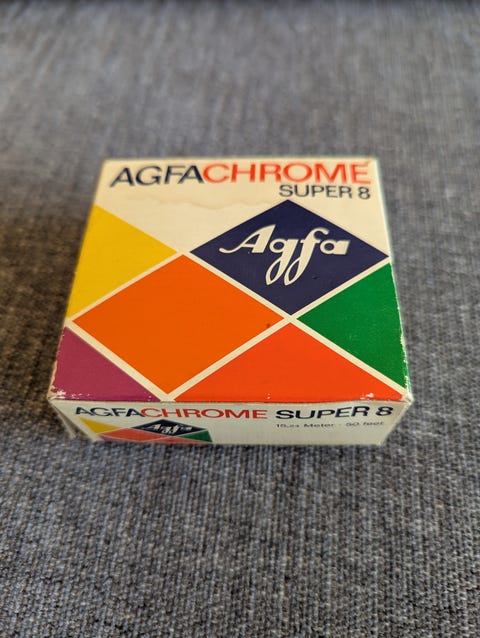 AGFACHROME
SUPER 8
Agfa
AGFACHROME SUPER 8
Agfa
15,24 Meter · 50 feet